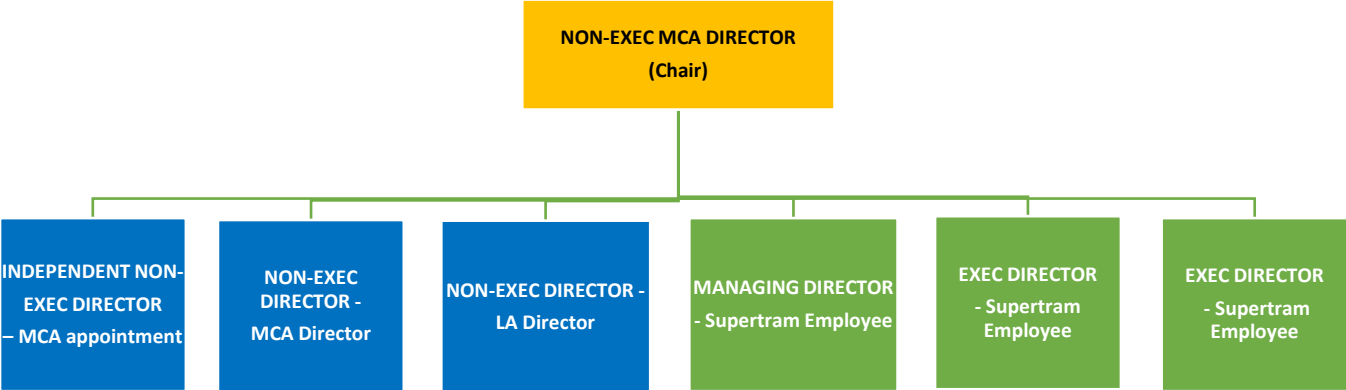 NON-EXEC MCA DIRECTOR
(Chair)
INDEPENDENT NON-
EXEC DIRECTOR
– MCA appointment
NON-EXEC
DIRECTOR -
MCA Director
NON-EXEC DIRECTOR -
LA Director
MANAGING DIRECTOR
- Supertram Employee
EXEC DIRECTOR
- Supertram
Employee
EXEC DIRECTOR
- Supertram
Employee